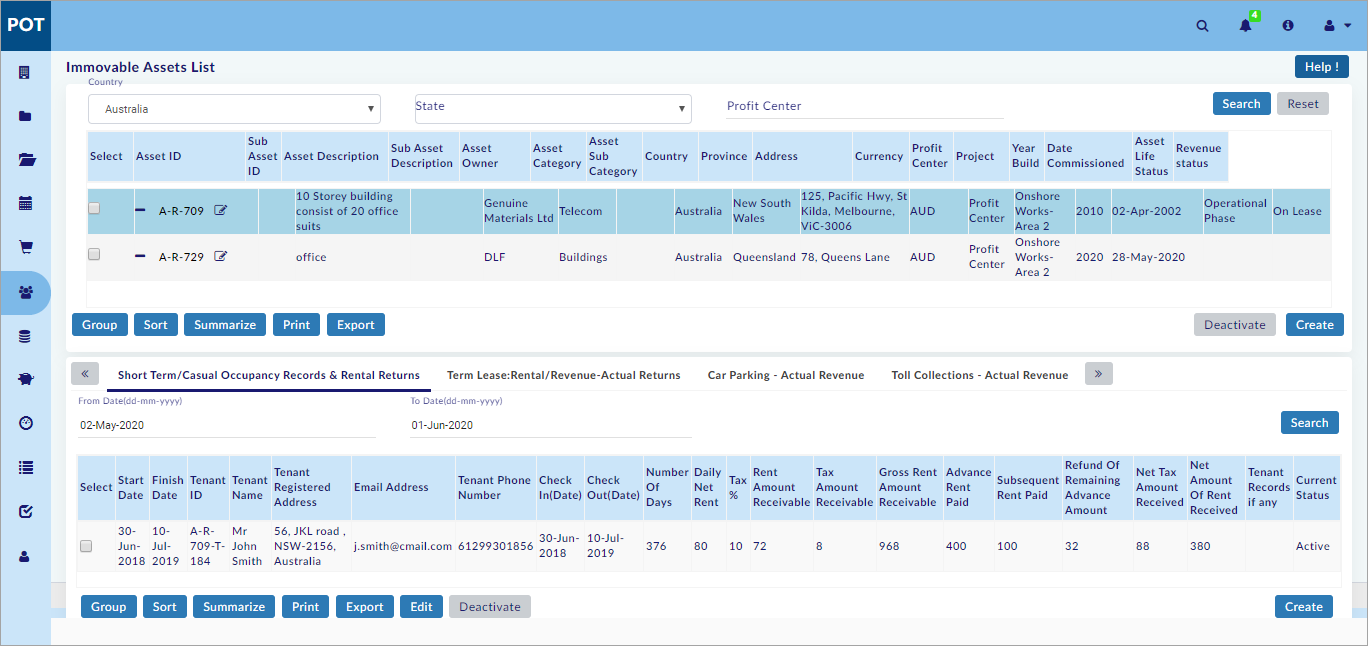 POT
4
Immovable Assets List
Help !
Country
Australia
State
Profit Center
Search
Reset
Select
Asset ID
Sub
Asset
ID
Asset Description
Sub Asset
Description
Asset
Owner
Asset
Category
Asset
Sub
Category
Country
Province
Address
Currency
Profit
Center
Project
Year
Build
Date
Commissioned
Asset
Life
Status
Revenue
status
A-R-709
10 Storey building
consist of 20 office
suits
Genuine
Materials Ltd
Telecom
Australia
New South
Wales
125, Pacific Hwy, St
Kilda, Melbourne,
ViC-3006
AUD
Profit
Center
Onshore
Works-
Area 2
2010
02-Apr-2002
Operational
Phase
On Lease
A-R-729
office
DLF
Buildings
Australia
Queensland
78, Queens Lane
AUD
Profit
Center
Onshore
Works-
Area 2
2020
28-May-2020
Group
Sort
Summarize
Print
Export
Deactivate
Create
«
Short Term/Casual Occupancy Records & Rental Returns
Term Lease:Rental/Revenue-Actual Returns
Car Parking - Actual Revenue
Toll Collections - Actual Revenue
»
From Date(dd-mm-yyyy)
02-May-2020
To Date(dd-mm-yyyy)
01-Jun-2020
Search
Select
Start
Date
Finish
Date
Tenant
ID
Tenant
Name
Tenant
Registered
Address
Email Address
Tenant Phone
Number
Check
In(Date)
Check
Out(Date)
Number
Of
Days
Daily
Net
Rent
Tax
%
Rent
Amount
Receivable
Tax
Amount
Receivable
Gross Rent
Amount
Receivable
Advance
Rent
Paid
Subsequent
Rent Paid
Refund Of
Remaining
Advance
Amount
Net Tax
Amount
Received
Net
Amount
Of Rent
Received
Tenant
Records
if any
Current
Status
30-
Jun-
2018
10-
Jul-
2019
A-R-
709-T-
184
Mr
John
Smith
56, JKL road ,
NSW-2156,
Australia
j.smith@cmail.com
61299301856
30-Jun-
2018
10-Jul-
2019
376
80
10
72
8
968
400
100
32
88
380
Active
Group
Sort
Summarize
Print
Export
Edit
Deactivate
Create